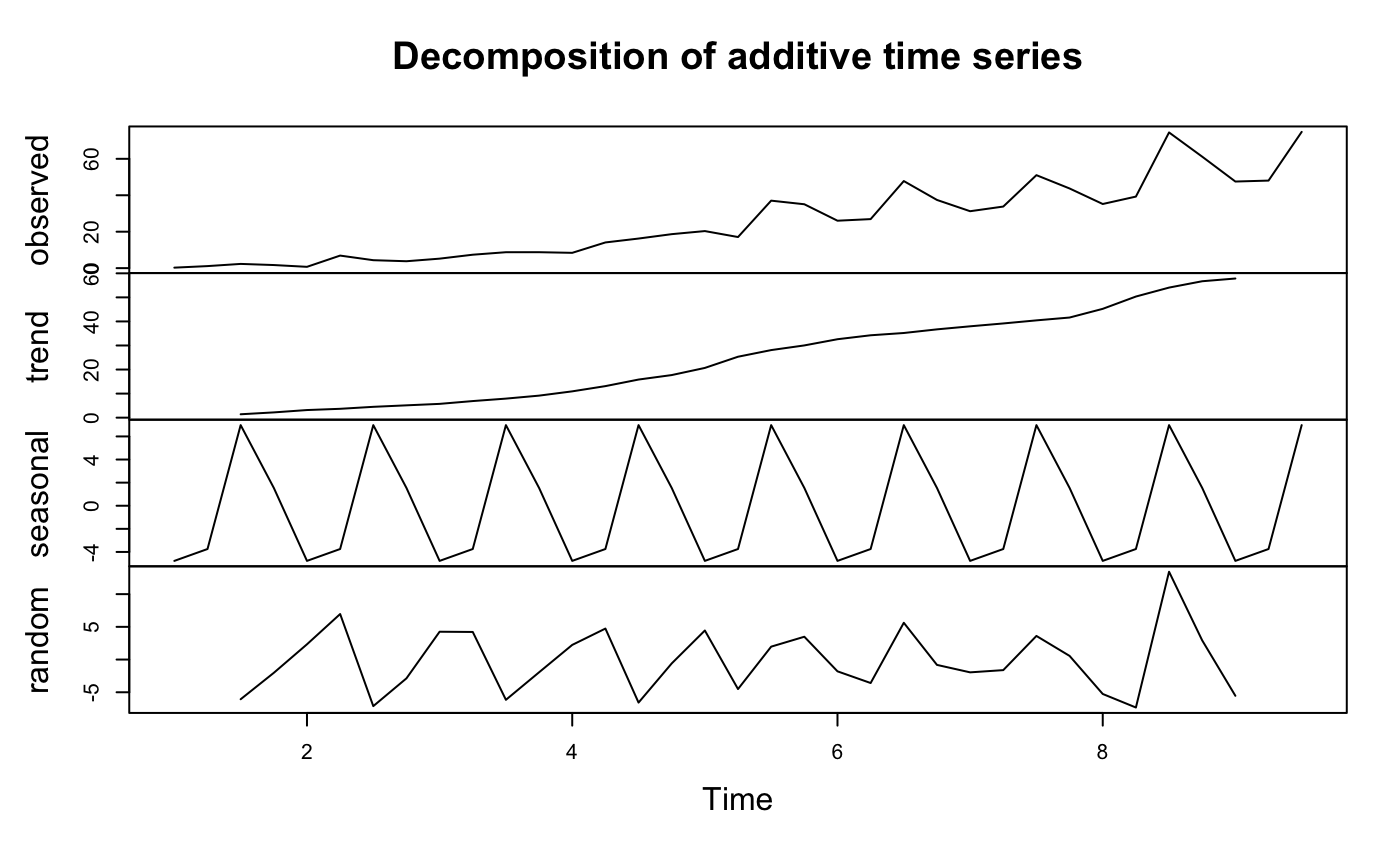 Decomposition of additive time series
observed
0 20 60
trend
0 20 40 60
seasonal
-4 0 4
random
-5 5
2 4 6 8
Time